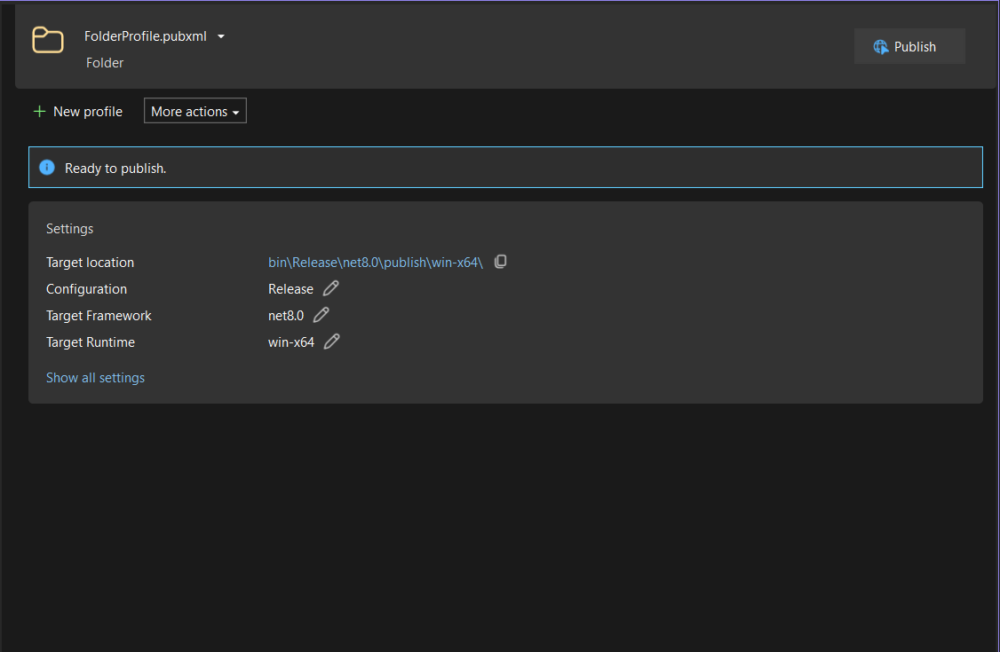 FolderProfile.pubxml
Folder
Publish
New profile
More actions
Ready to publish.
Settings
Target location bin\Release\net8.0\publish\win-x64\
Configuration Release
Target Framework net8.0
Target Runtime win-x64
Show all settings